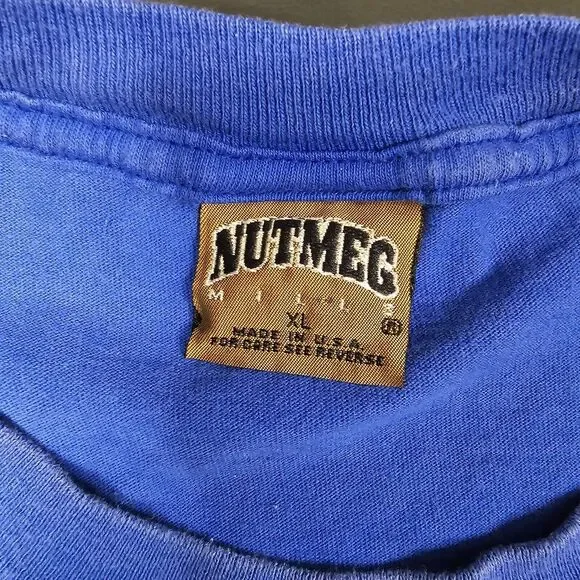 NUTMEG
MILLS
®
XL
MADE IN U.S.A.
FOR CARE SEE REVERSE